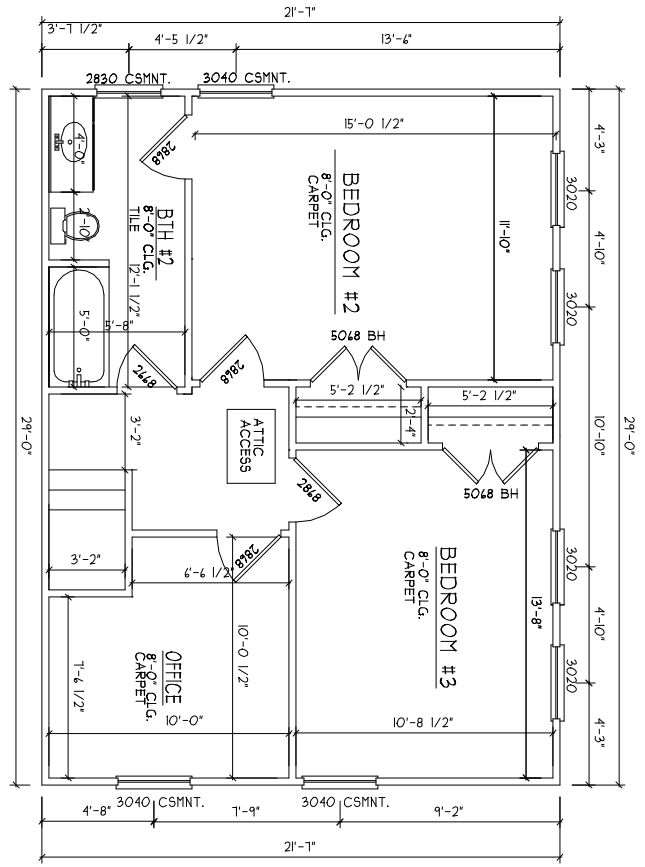 21'-7"
3'-7 1/2"
4'-5 1/2"
13'-6"
2830 CSMNT.
3040 CSMNT.
15'-0 1/2"
4'-3"
4'-0"
2868
3020
BEDROOM #2
8'-0" CLG.
CARPET
11'-10"
2'-10"
BTH #2
8'-0" CLG.
TILE
12'-1 1/2"
4'-10"
3020
5'-0"
5'-8"
5068 BH
2668
2868
5'-2 1/2"
5'-2 1/2"
2'-4"
3'-2"
ATTIC
ACCESS
29'-0"
10'-10"
29'-0"
2868
5068 BH
2868
3'-2"
6'-6 1/2"
3020
BEDROOM #3
8'-0" CLG.
CARPET
13'-8"
4'-10"
7'-6 1/2"
OFFICE
8'-0" CLG.
CARPET
10'-0 1/2"
3020
10'-0"
10'-8 1/2"
4'-3"
3040 CSMNT.
3040 CSMNT.
4'-8"
7'-9"
9'-2"
21'-7"